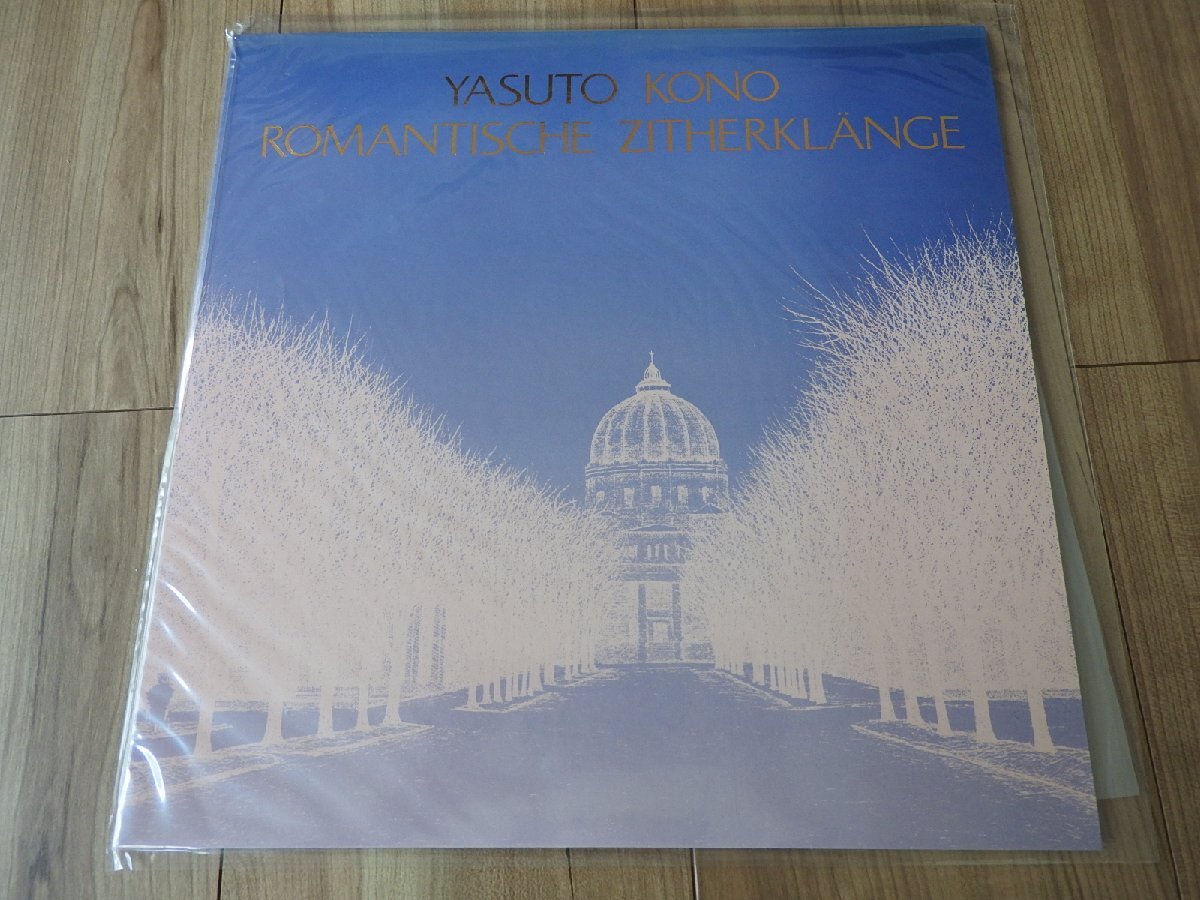 YASUTO KONO
ROMANTISCHE ZITHERKLÄNGE